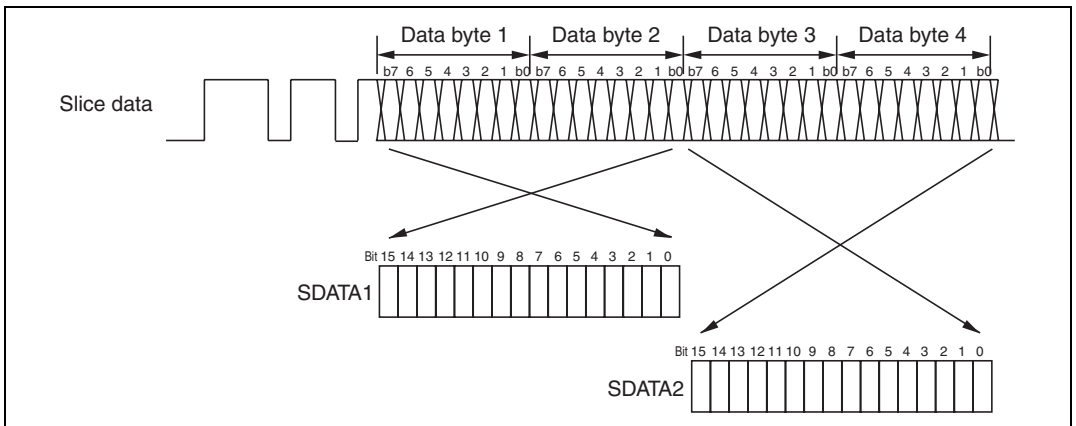 Data byte 1 Data byte 2 Data byte 3 Data byte 4
b7 6 5 4 3 2 1 b0 b7 6 5 4 3 2 1 b0 b7 6 5 4 3 2 1 b0 b7 6 5 4 3 2 1 b0
Slice data
Bit 15 14 13 12 11 10 9 8 7 6 5 4 3 2 1 0
SDATA1
Bit 15 14 13 12 11 10 9 8 7 6 5 4 3 2 1 0
SDATA2